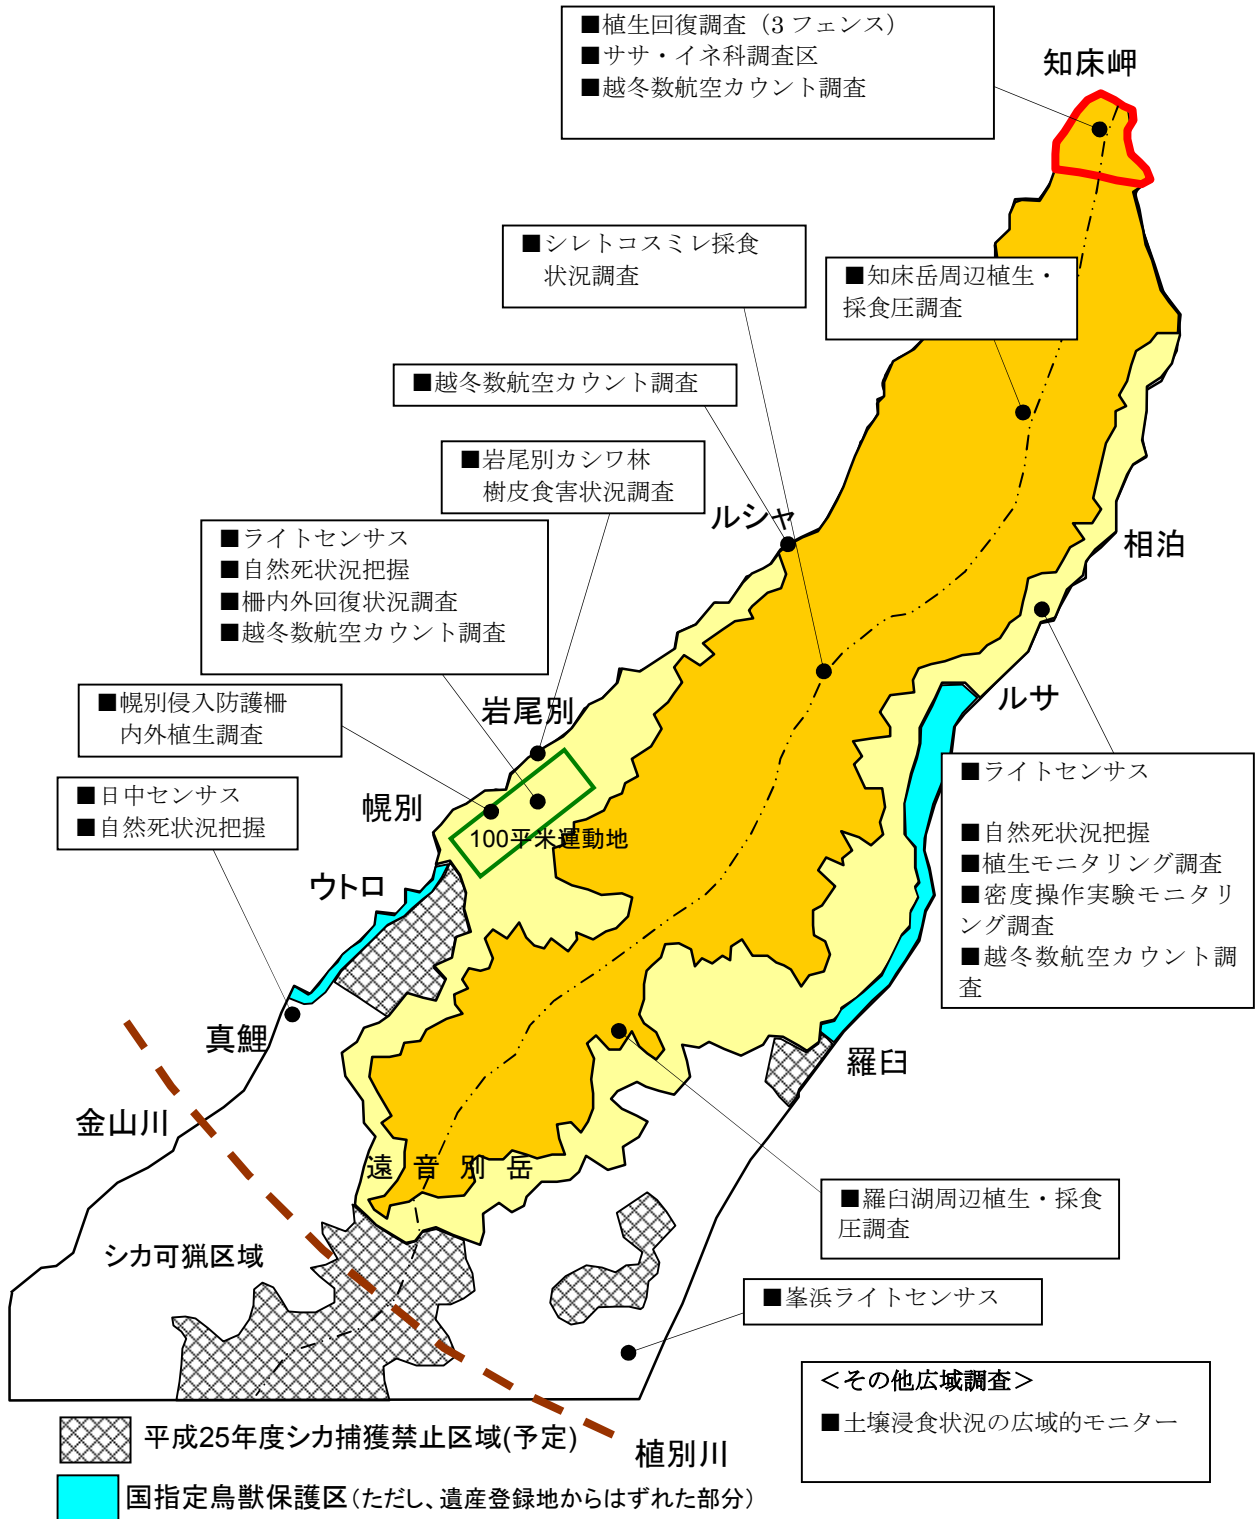 ■植生回復調査（3 フェンス）
■ササ・イネ科調査区
■越冬数航空カウント調査
知床岬
■シレトコスミレ採食
状況調査
■知床岳周辺植生・
採食圧調査
■越冬数航空カウント調査
■岩尾別カシワ林
樹皮食害状況調査
ルシャ
相泊
■ライトセンサス
■自然死状況把握
■柵内外回復状況調査
■越冬数航空カウント調査
■幌別侵入防護柵
内外植生調査
岩尾別
ルサ
■日中センサス
■自然死状況把握
幌別
100平米運動地
■ライトセンサス
■自然死状況把握
■植生モニタリング調査
■密度操作実験モニタリ
ング調査
■越冬数航空カウント調
査
ウトロ
真鯉
羅臼
金山川
遠音別岳
■羅臼湖周辺植生・採食
圧調査
シカ可猟区域
■峯浜ライトセンサス
＜その他広域調査＞
■土壌浸食状況の広域的モニター
平成25年度シカ捕獲禁止区域(予定)
植別川
国指定鳥獣保護区(ただし、遺産登録地からはずれた部分)